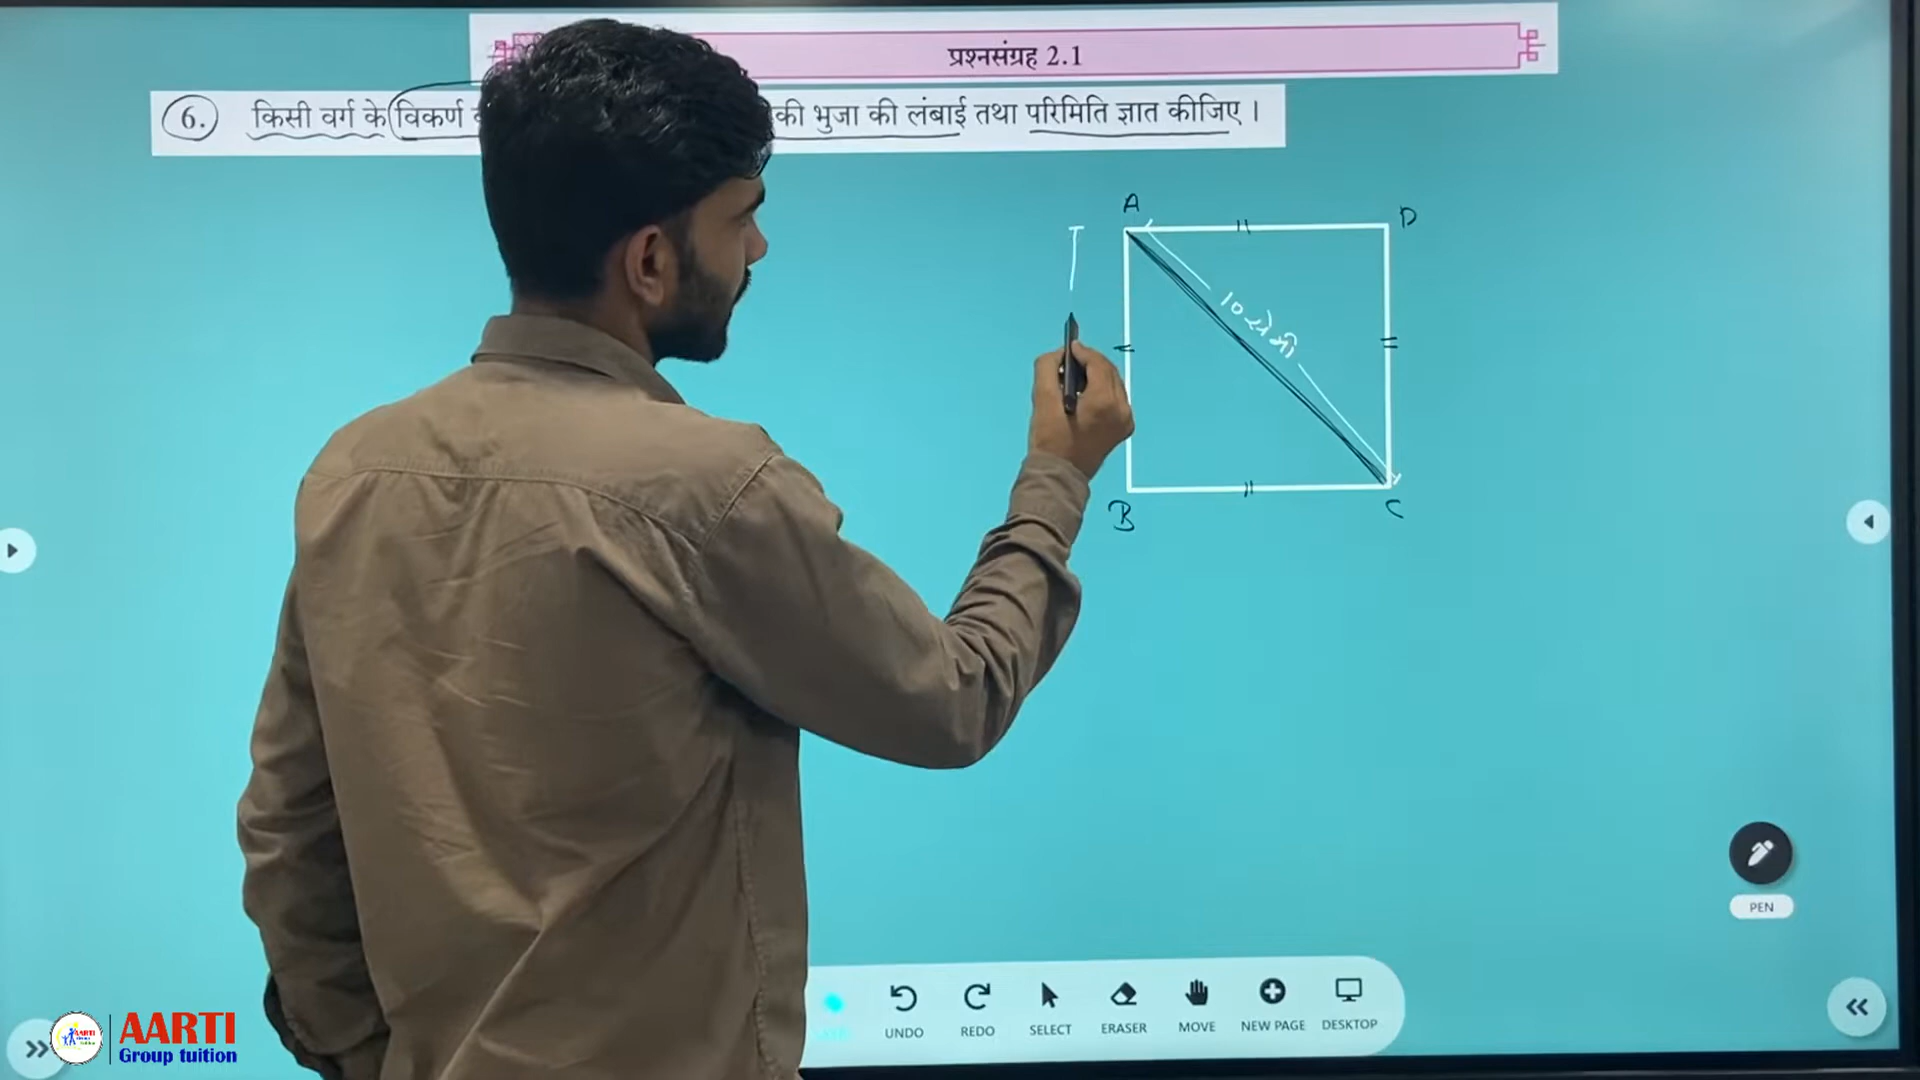 प्रश्नसंग्रह 2.1
6. किसी वर्ग के विकर्ण की भुजा की लंबाई तथा परिमिति ज्ञात कीजिए ।
A
D
10 सेमी
B
C
PEN
UNDO
REDO
SELECT
ERASER
MOVE
NEW PAGE
DESKTOP
AARTI
Group tuition